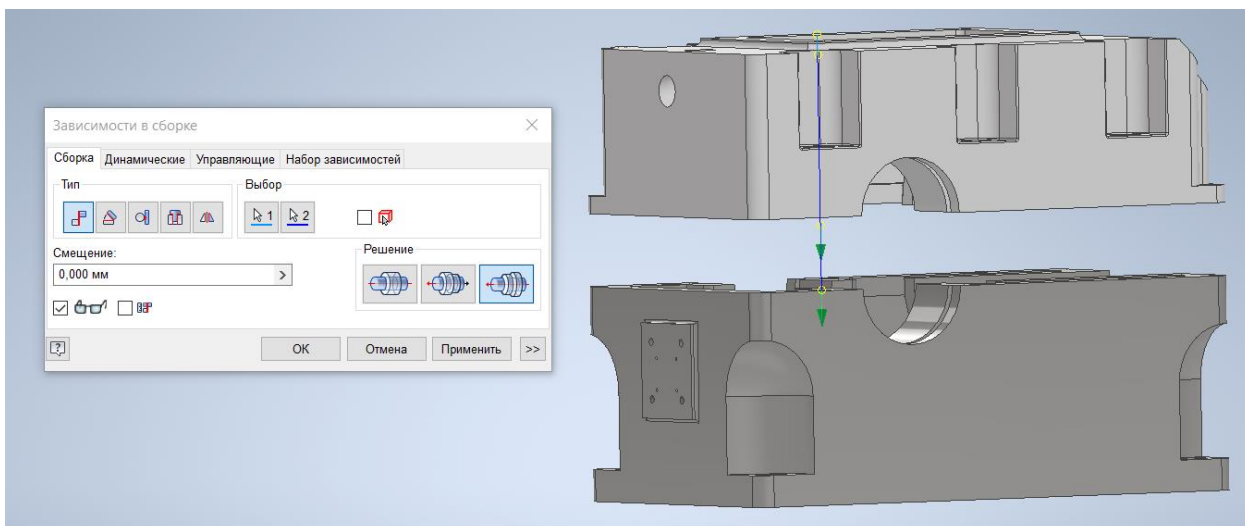 Зависимости в сборке
Сборка Динамические Управляющие Набор зависимостей
Тип Выбор
1 2
Смещение: Решение
0,000 мм
OK Отмена Применить >>